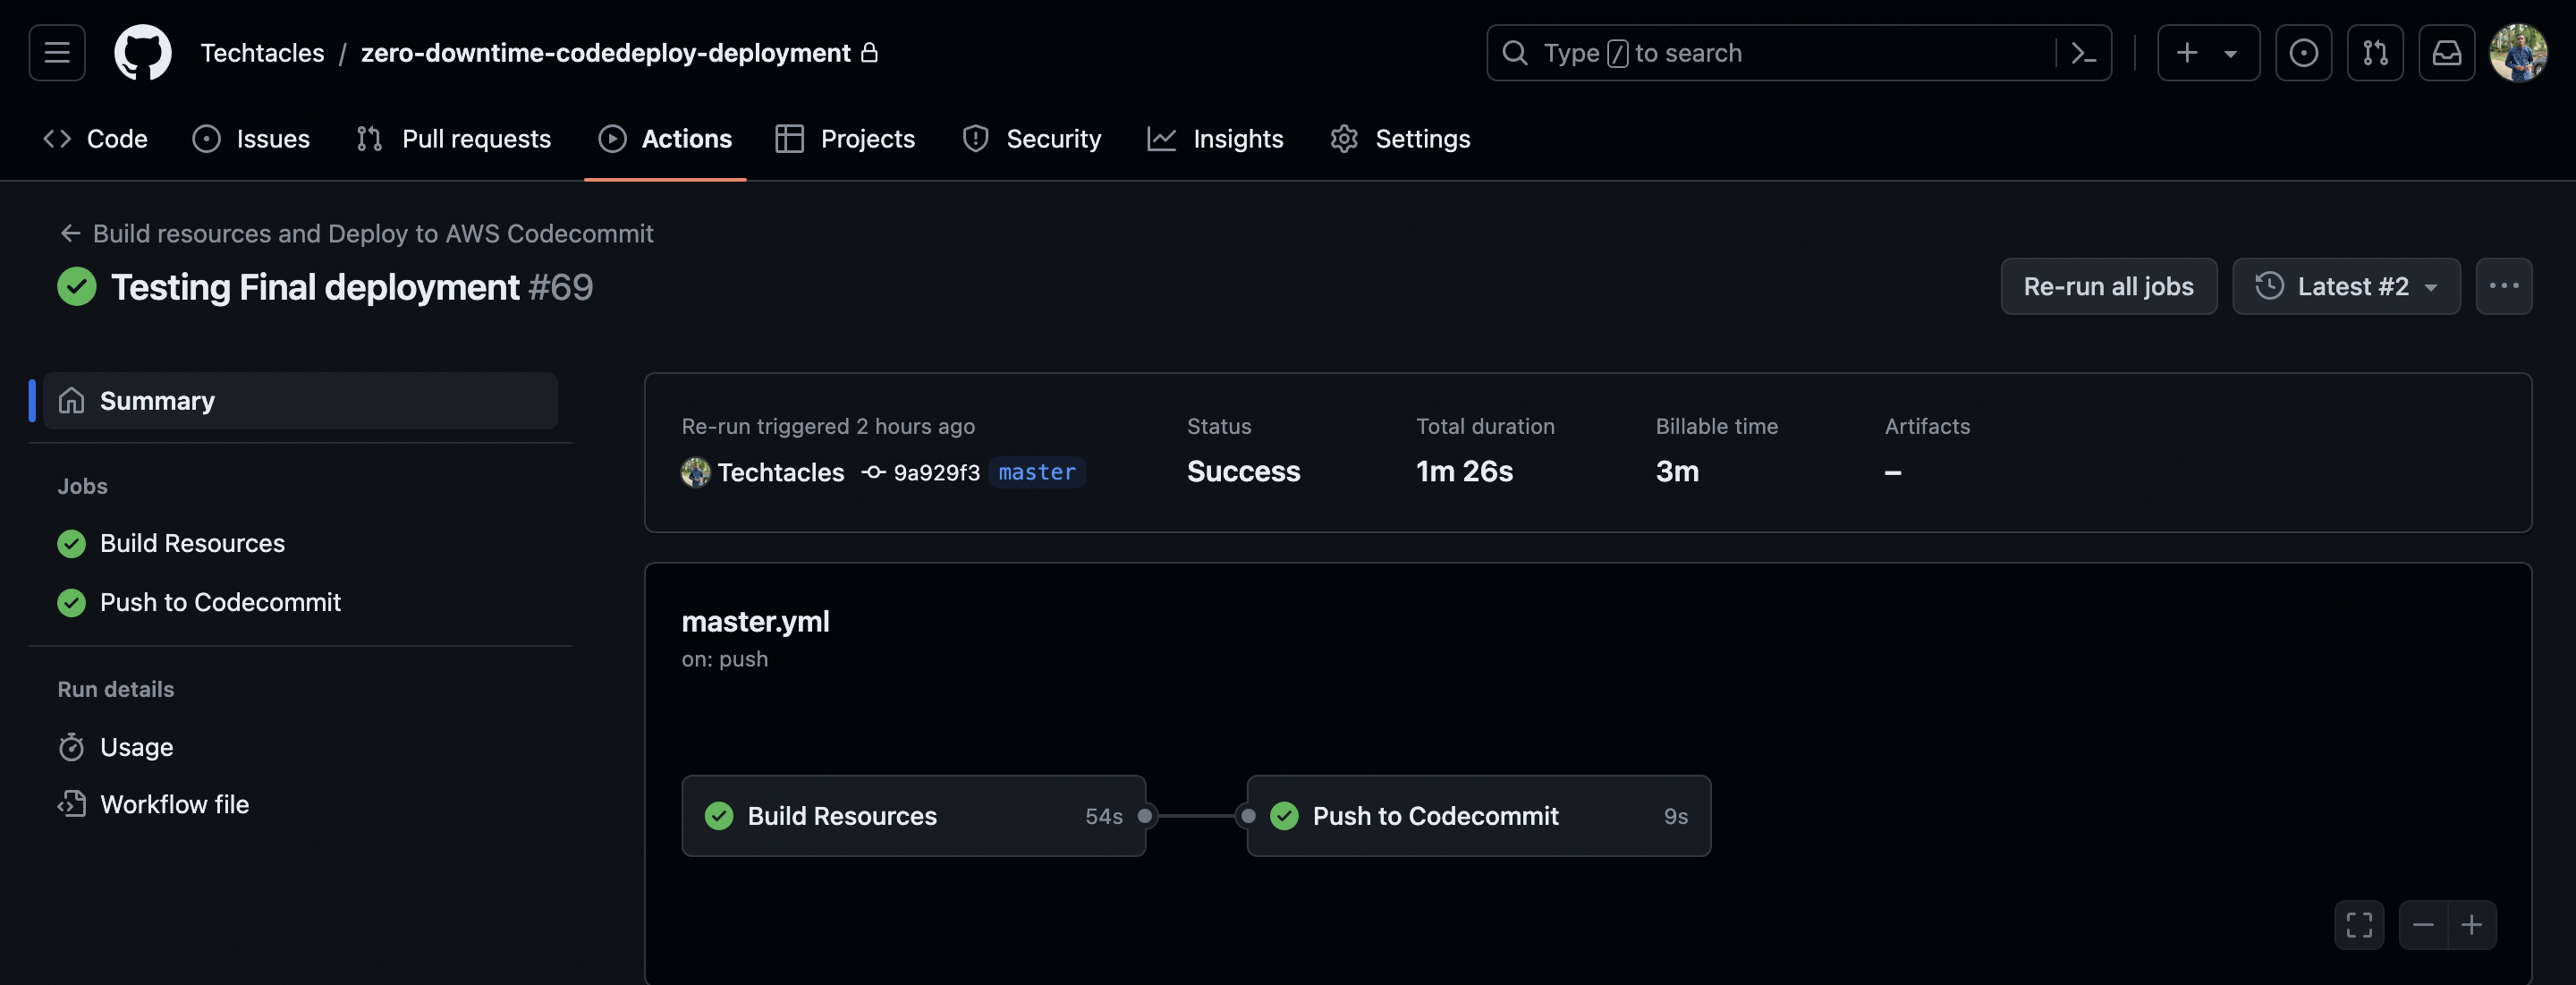 Techtacles / zero-downtime-codedeploy-deployment
Type / to search
Code Issues Pull requests Actions Projects Security Insights Settings
Build resources and Deploy to AWS Codecommit
Testing Final deployment #69
Re-run all jobs
Latest #2
Summary
Jobs
Build Resources
Push to Codecommit
Run details
Usage
Workflow file
Re-run triggered 2 hours ago
Techtacles 9a929f3 master
Status
Success
Total duration
1m 26s
Billable time
3m
Artifacts
–
master.yml
on: push
Build Resources 54s
Push to Codecommit 9s